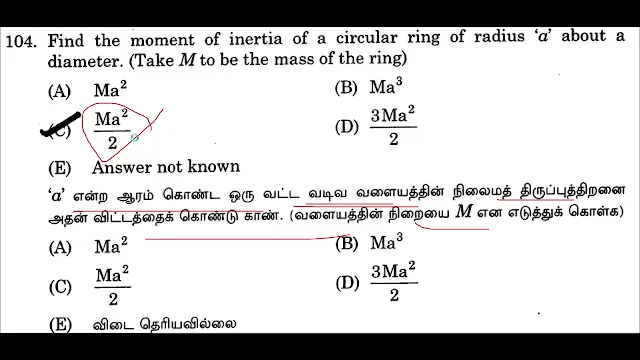 104. Find the moment of inertia of a circular ring of radius 'a' about a
diameter. (Take M to be the mass of the ring)
(A) Ma²
(B) Ma³
(C) Ma²/2
(D) 3Ma²/2
(E) Answer not known
'a' என்ற ஆரம் கொண்ட ஒரு வட்ட வடிவ வளையத்தின் நிலைமத் திருப்புத்திறனை
அதன் விட்டத்தைக் கொண்டு காண். (வளையத்தின் நிறையை M என எடுத்துக் கொள்க)
(A) Ma²
(B) Ma³
(C) Ma²/2
(D) 3Ma²/2
(E) விடை தெரியவில்லை